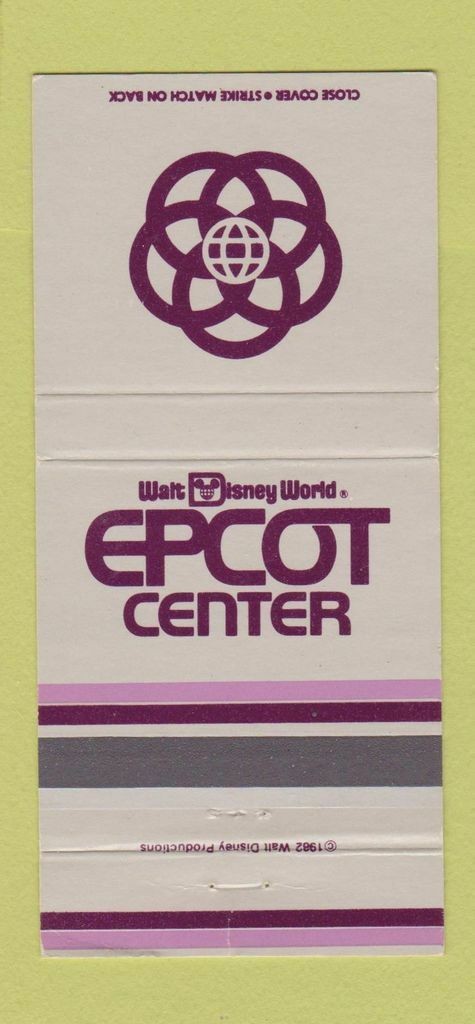 CLOSE COVER • STRIKE MATCH ON BACK
Walt Disney World ®
EPCOT
CENTER
©1982 Walt Disney Productions